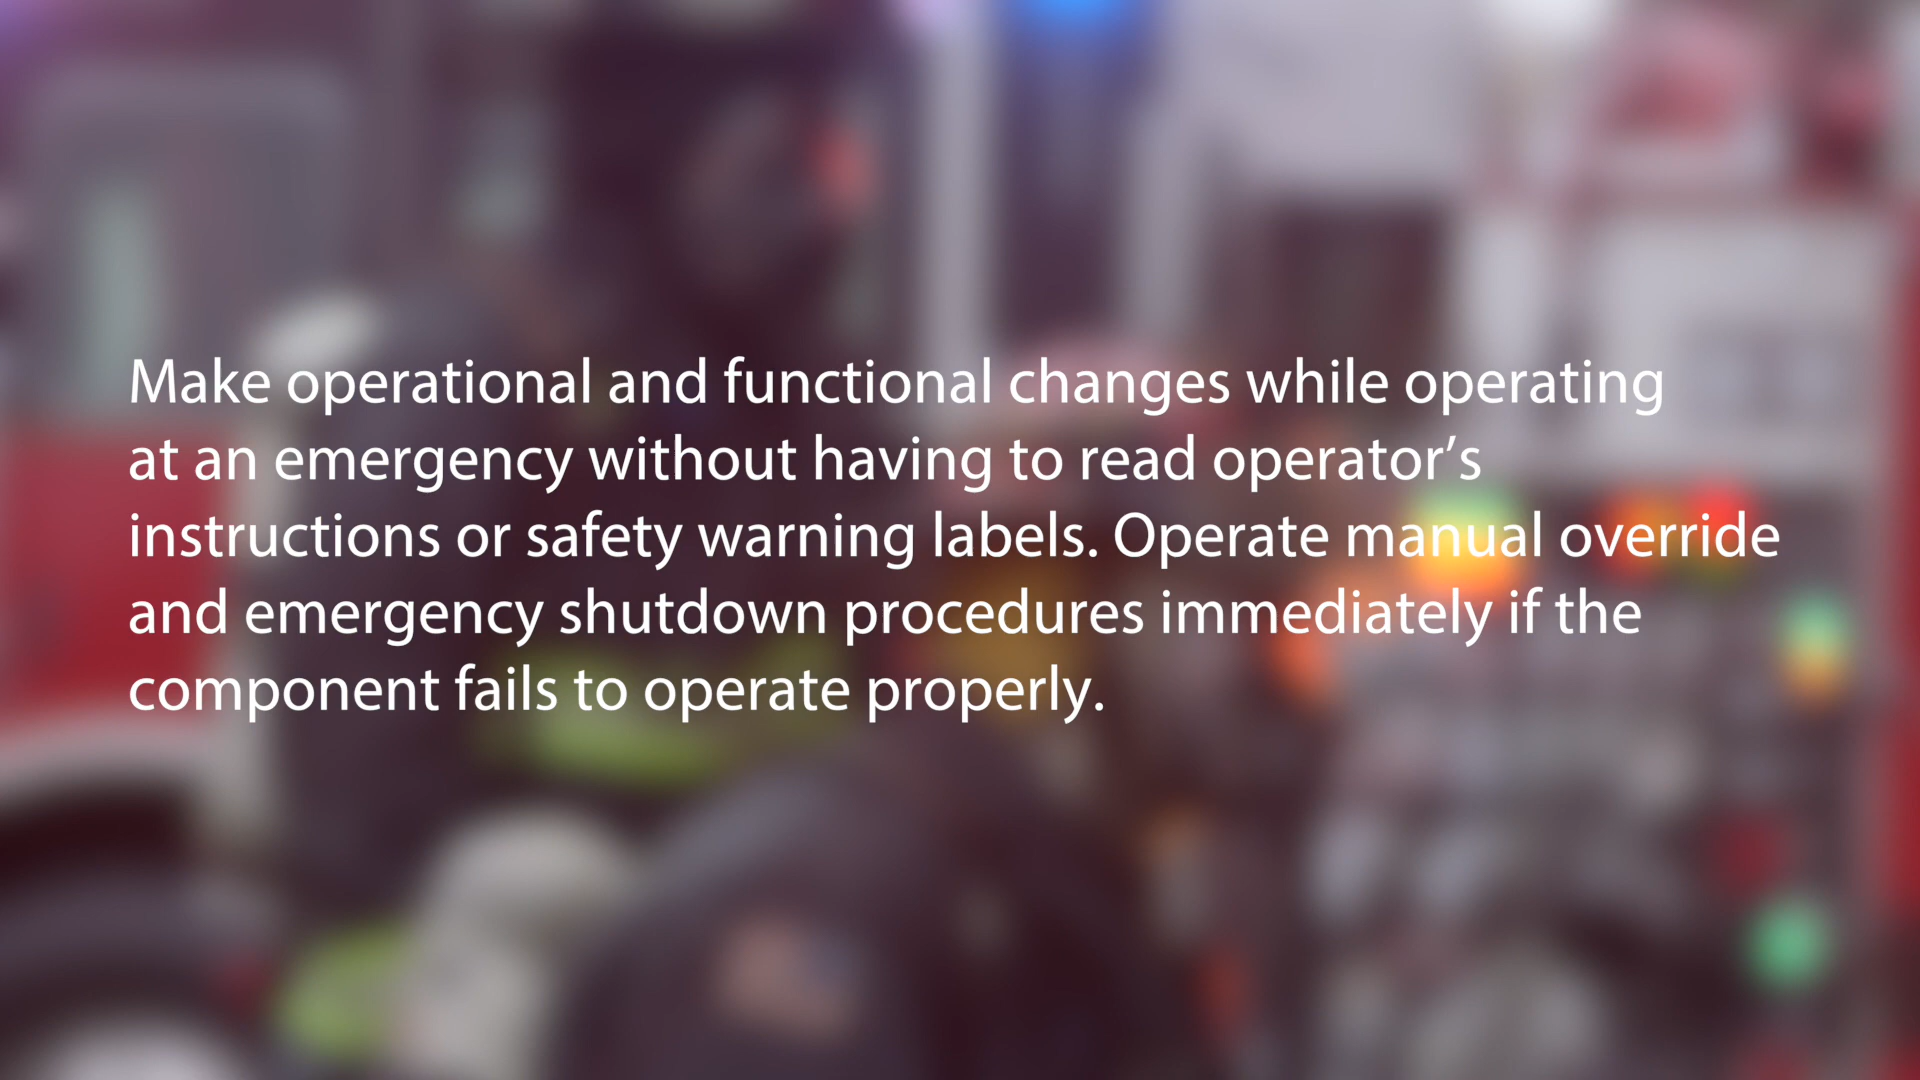 Make operational and functional changes while operating
at an emergency without having to read operator’s
instructions or safety warning labels. Operate manual override
and emergency shutdown procedures immediately if the
component fails to operate properly.